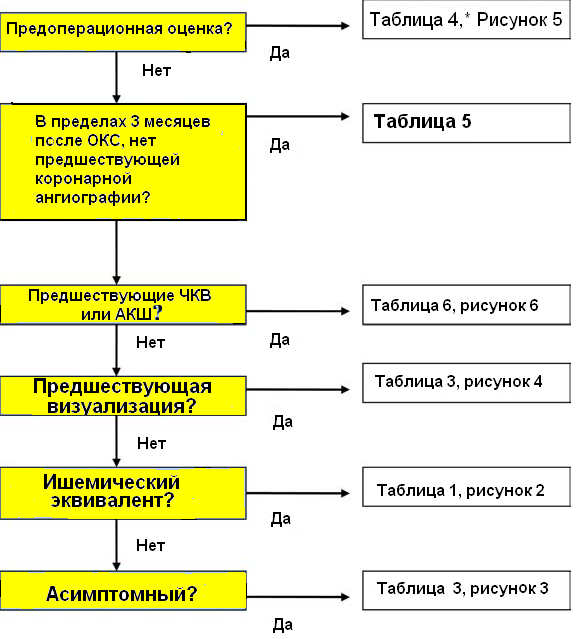 Предоперационная оценка?
Да
Таблица 4,* Рисунок 5
Нет
В пределах 3 месяцев
после ОКС, нет
предшествующей
коронарной
ангиографии?
Да
Таблица 5
Предшествующие ЧКВ
или АКШ?
Да
Таблица 6, рисунок 6
Нет
Предшествующая
визуализация?
Да
Таблица 3, рисунок 4
Нет
Ишемический
эквивалент?
Да
Таблица 1, рисунок 2
Нет
Асимптомный?
Да
Таблица 3, рисунок 3